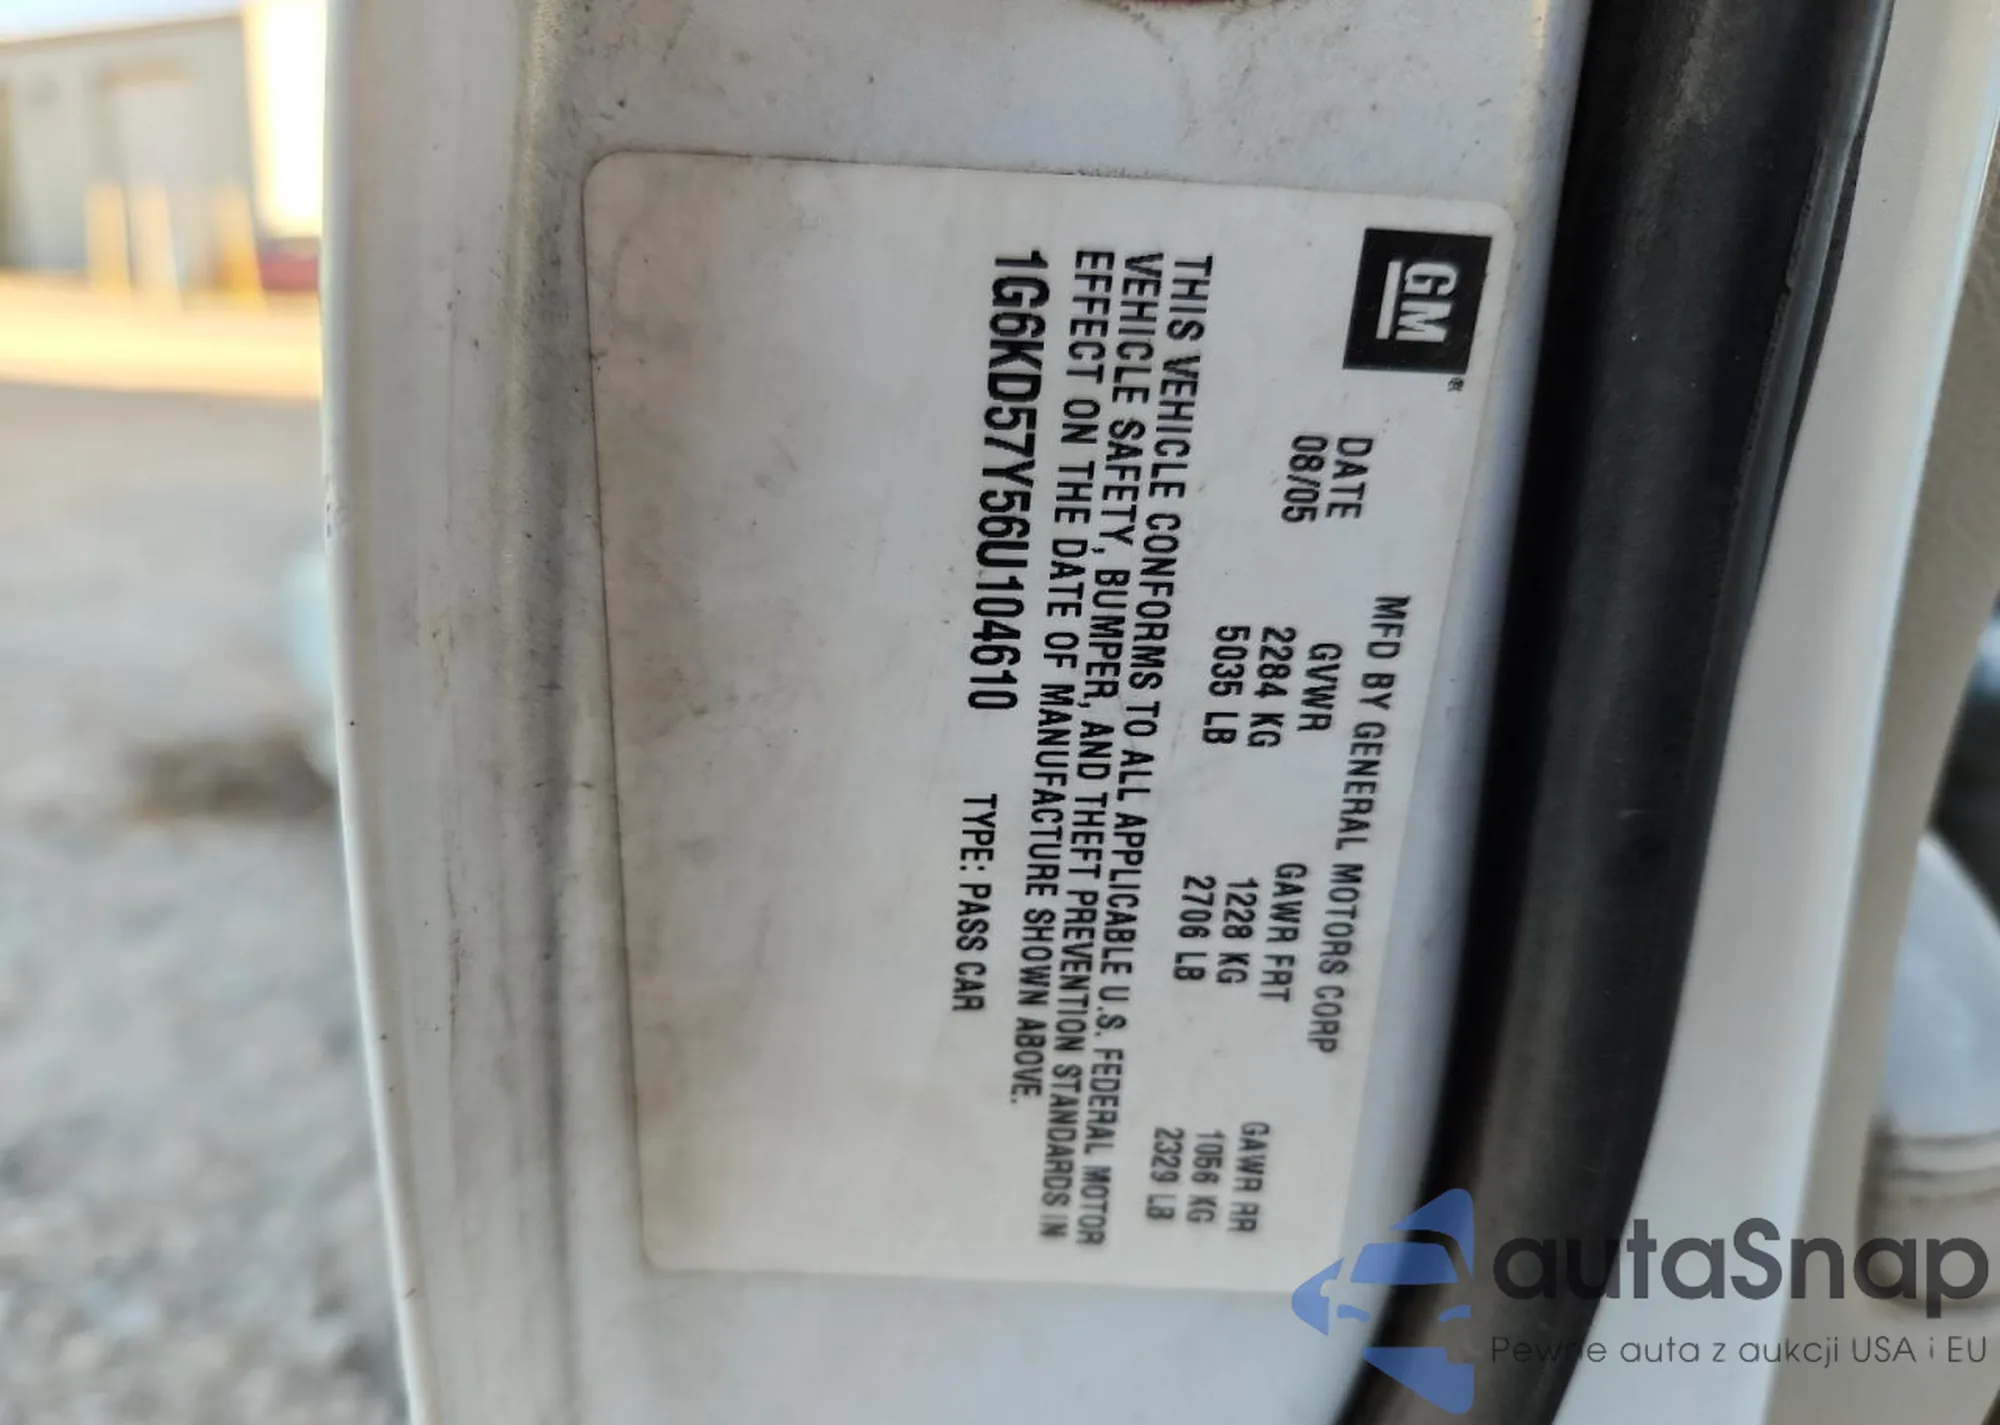 GM®
MFD BY GENERAL MOTORS CORP
DATE GVWR GAWR FRT GAWR RR
08/05 2284 KG 1228 KG 1056 KG
5035 LB 2706 LB 2329 LB
THIS VEHICLE CONFORMS TO ALL APPLICABLE U.S. FEDERAL MOTOR
VEHICLE SAFETY, BUMPER, AND THEFT PREVENTION STANDARDS IN
EFFECT ON THE DATE OF MANUFACTURE SHOWN ABOVE.
1G6KD57Y56U104610 TYPE: PASS CAR
autaSnap
Pewne auta z aukcji USA i EU